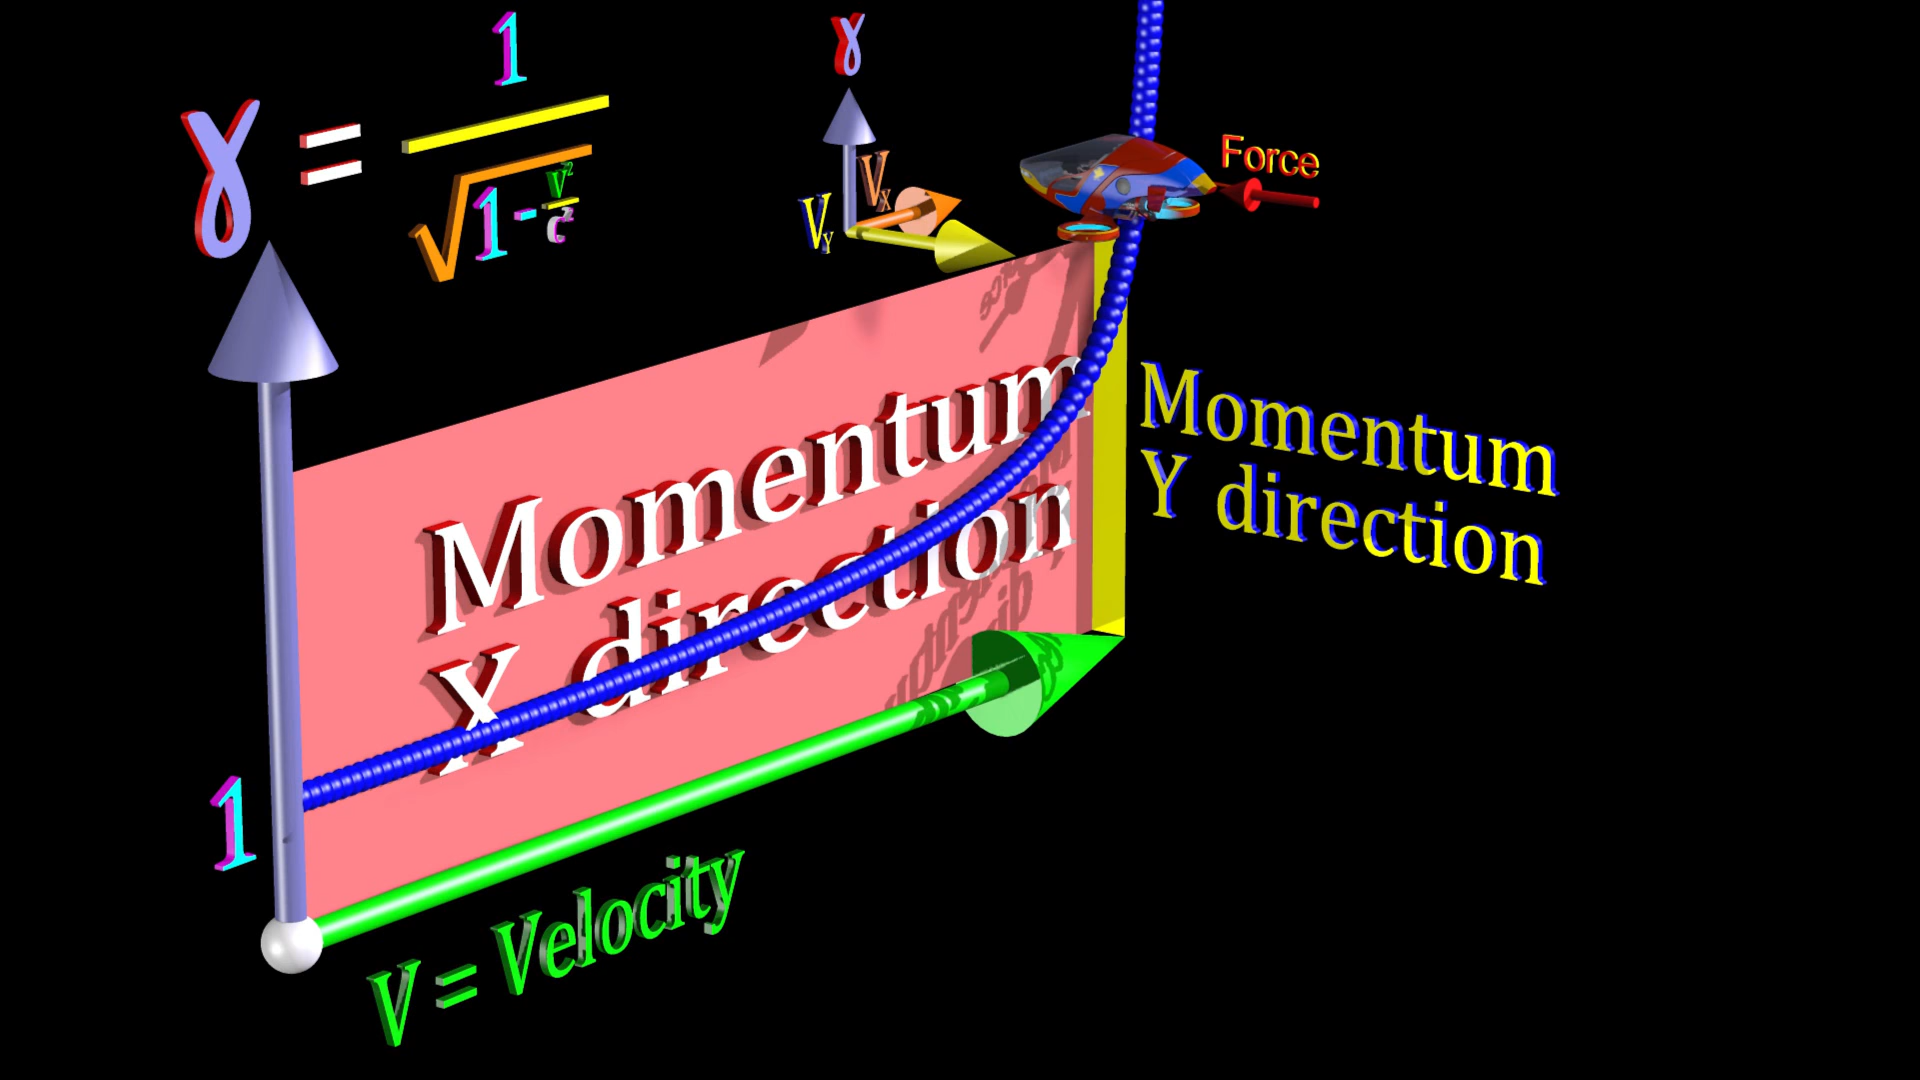 γ = 1
√1-V²/C²
γ
Vx
VY
Force
Momentum
X direction
Momentum
Y direction
1
V = Velocity